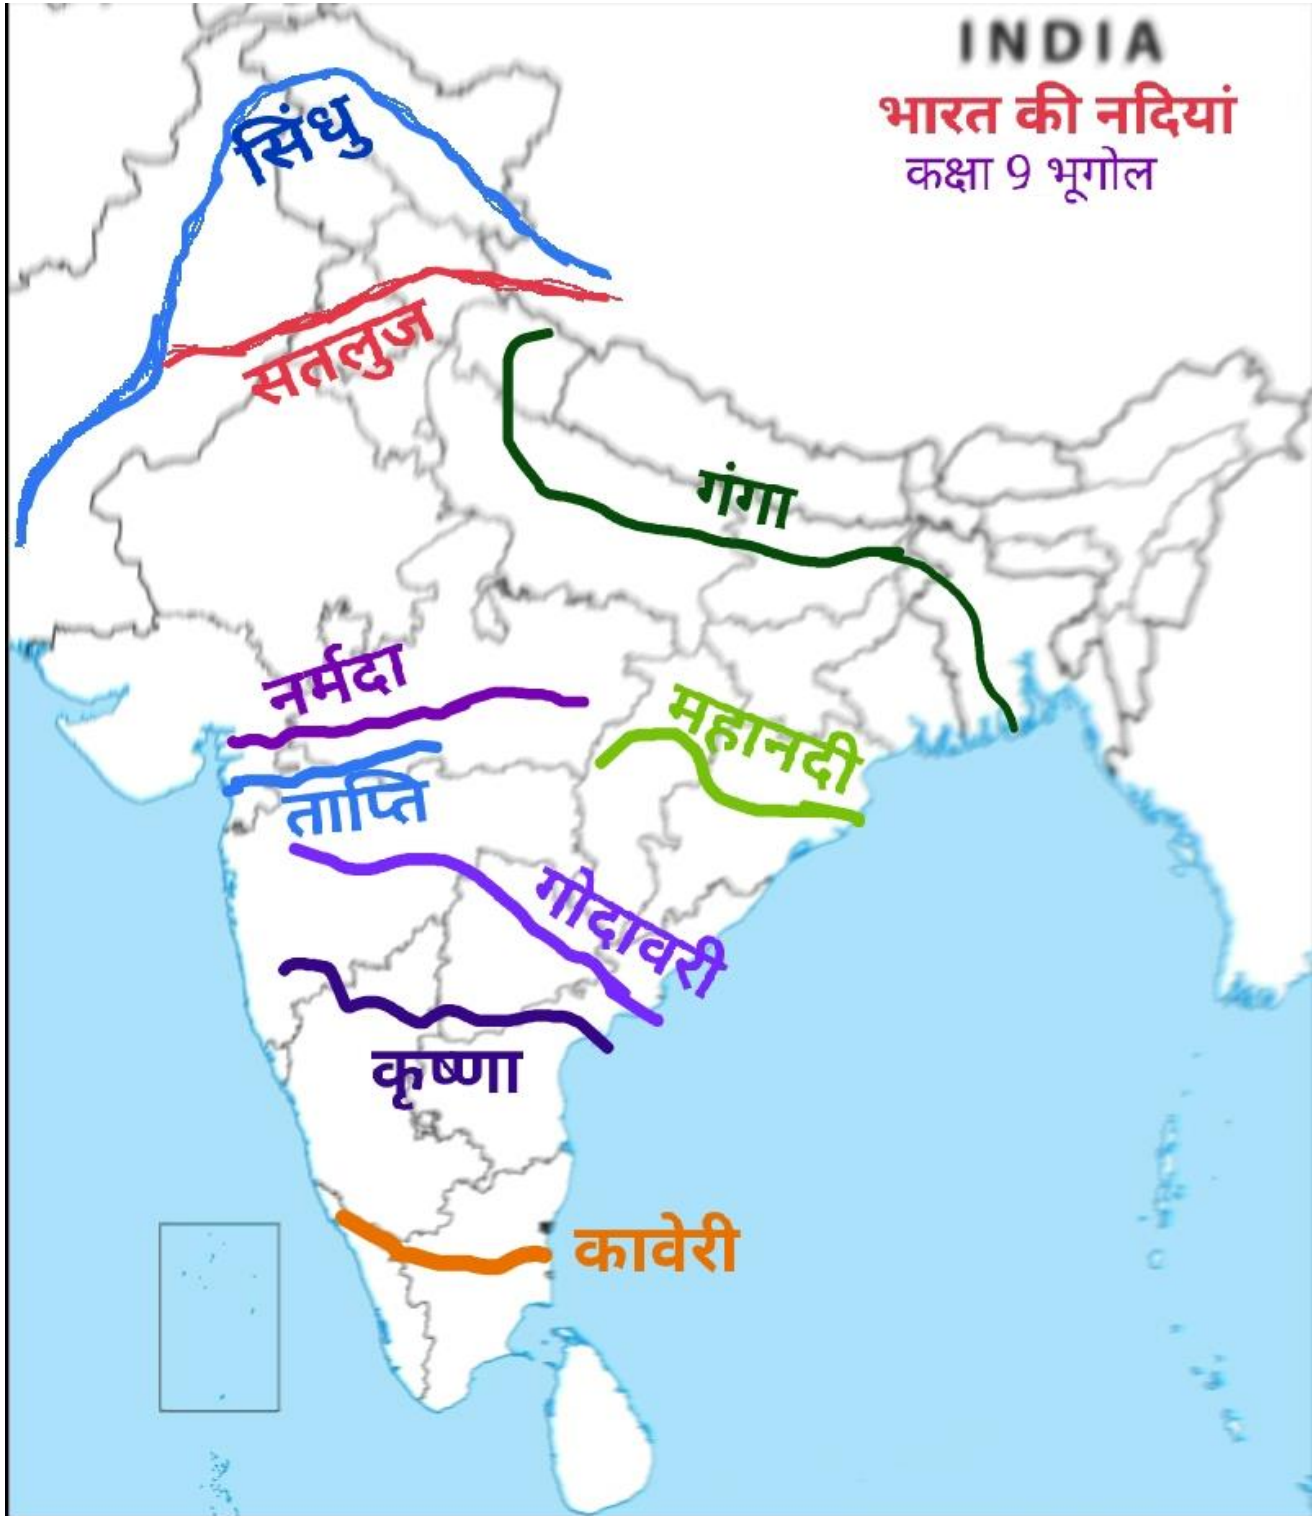 INDIA
भारत की नदियां
कक्षा 9 भूगोल
सिंधु
सतलुज
गंगा
नर्मदा
महानदी
ताप्ति
गोदावरी
कृष्णा
कावेरी